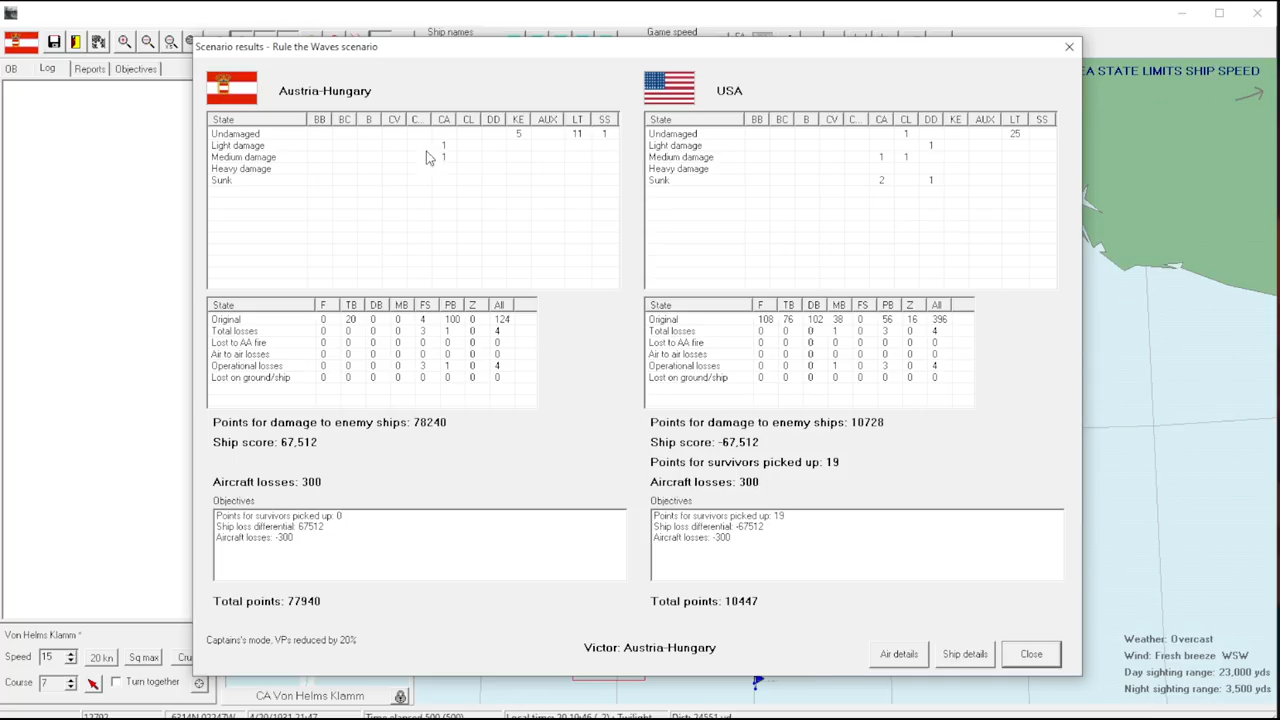 Ship names
Game speed
OB Log Reports Objectives
EA STATE LIMITS SHIP SPEED
Scenario results - Rule the Waves scenario
Austria-Hungary
State BB BC B CV C... CA CL DD KE AUX LT SS
Undamaged 5 11 1
Light damage 1
Medium damage 1
Heavy damage
Sunk
State F TB DB MB FS PB Z All
Original 0 20 0 0 4 100 0 124
Total losses 0 0 0 0 3 1 0 4
Lost to AA fire 0 0 0 0 0 0 0 0
Air to air losses 0 0 0 0 0 0 0 0
Operational losses 0 0 0 0 3 1 0 4
Lost on ground/ship 0 0 0 0 0 0 0 0
Points for damage to enemy ships: 78240
Ship score: 67,512
Aircraft losses: 300
Objectives
Points for survivors picked up: 0
Ship loss differential: 67512
Aircraft losses: -300
Total points: 77940
Captains's mode, VPs reduced by 20%
USA
State BB BC B CV C... CA CL DD KE AUX LT SS
Undamaged 1 25
Light damage 1
Medium damage 1 1
Heavy damage
Sunk 2 1
State F TB DB MB FS PB Z All
Original 108 76 102 38 0 56 16 396
Total losses 0 0 0 1 0 3 0 4
Lost to AA fire 0 0 0 0 0 0 0 0
Air to air losses 0 0 0 0 0 0 0 0
Operational losses 0 0 0 1 0 3 0 4
Lost on ground/ship 0 0 0 0 0 0 0 0
Points for damage to enemy ships: 10728
Ship score: -67,512
Points for survivors picked up: 19
Aircraft losses: 300
Objectives
Points for survivors picked up: 19
Ship loss differential: -67512
Aircraft losses: -300
Total points: 10447
Victor: Austria-Hungary
Air details Ship details Close
Von Helms Klamm *
Speed 15 20 kn Sq max Cru
Course 7 Turn together
CA Von Helms Klamm
Weather: Overcast
Wind: Fresh breeze WSW
Day sighting range: 23,000 yds
Night sighting range: 3,500 yds